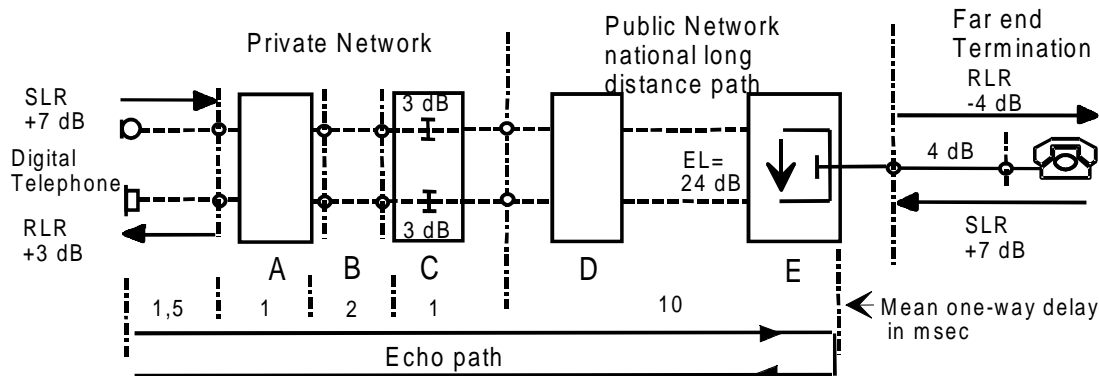 Private Network
Public Network
national long
distance path
Far end
Termination
RLR
-4 dB
SLR
+7 dB
3 dB
Digital
Telephone
EL=
24 dB
4 dB
3 dB
RLR
+3 dB
SLR
+7 dB
A B C D E
1,5 1 2 1 10
Mean one-way delay
in msec
Echo path